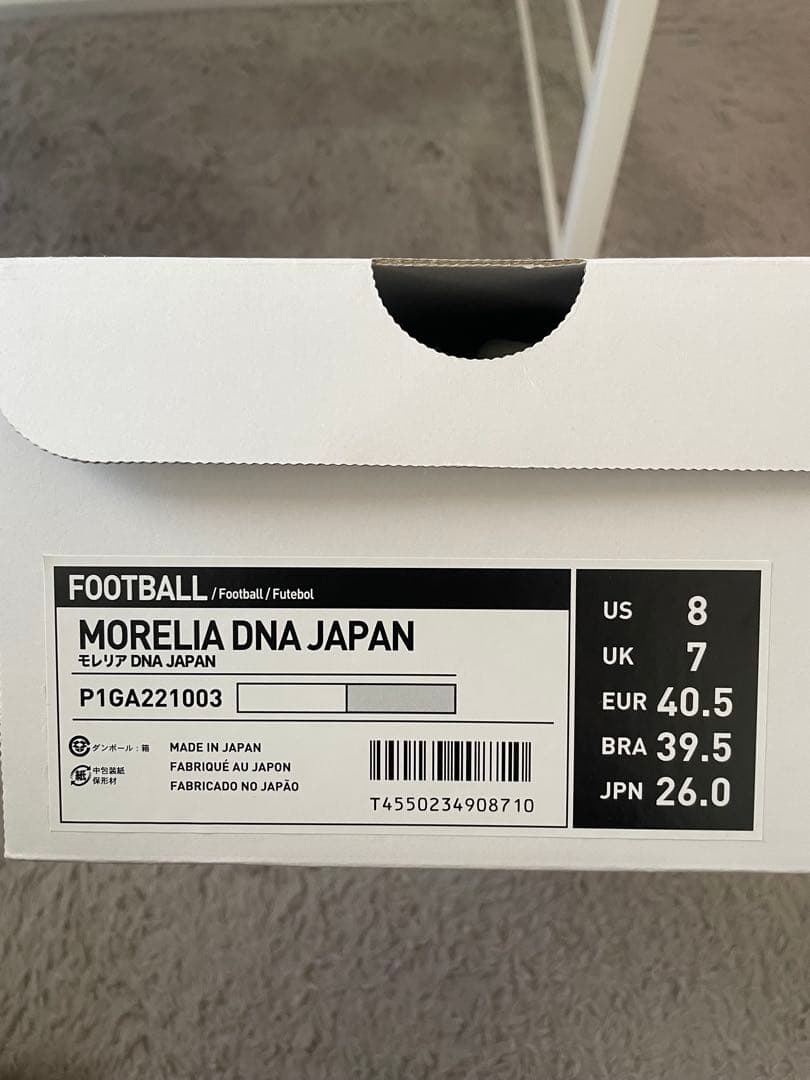 FOOTBALL /Football/Futebol
MORELIA DNA JAPAN
モレリア DNA JAPAN
P1GA221003
ダンボール:箱
紙
中包装紙
保形材
MADE IN JAPAN
FABRIQUÉ AU JAPON
FABRICADO NO JAPÃO
T4550234908710
US 8
UK 7
EUR 40.5
BRA 39.5
JPN 26.0